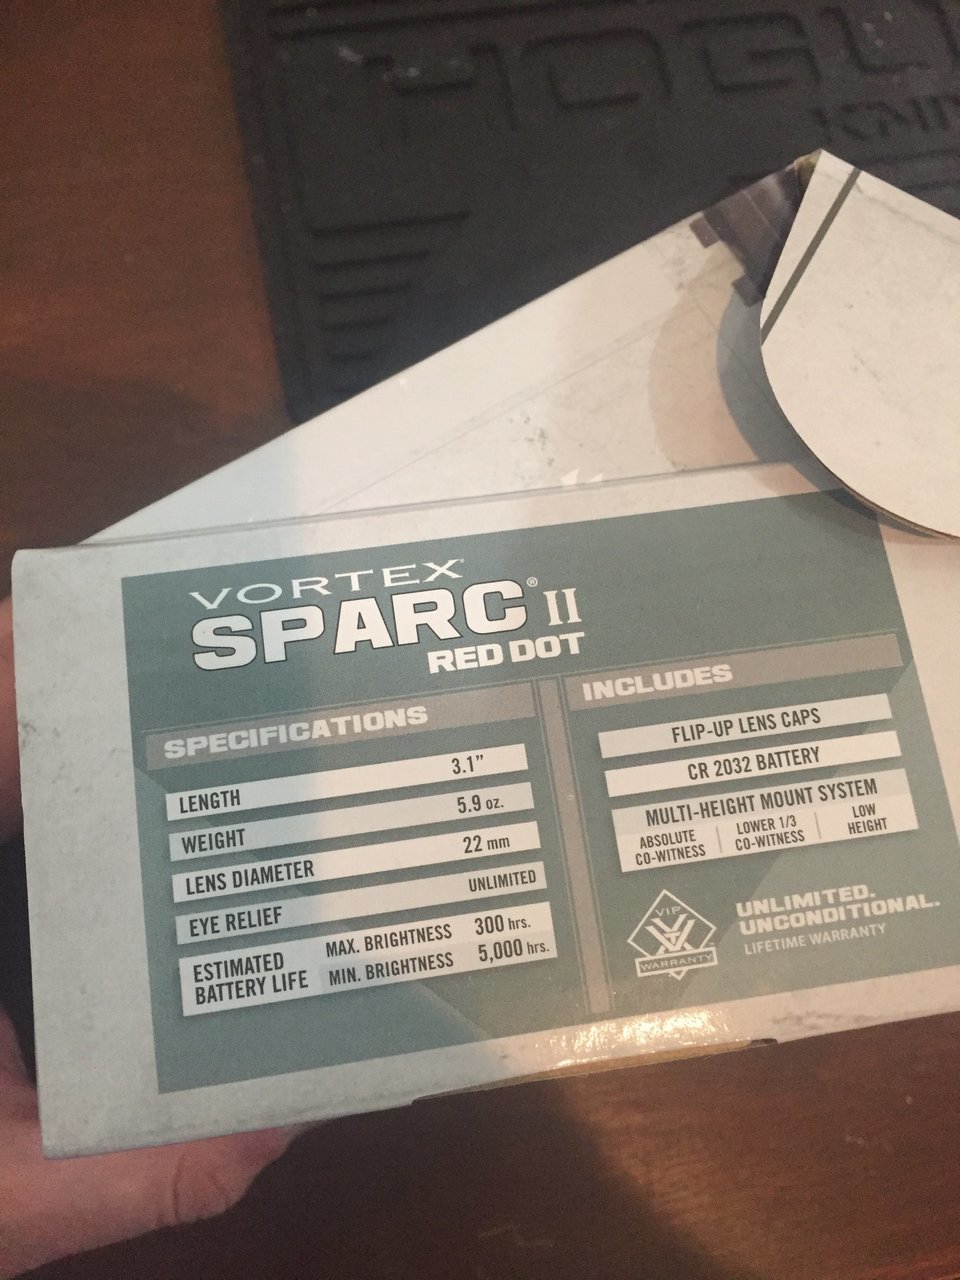 HOGU
KNIV
VORTEX
SPARC® II
RED DOT
SPECIFICATIONS
LENGTH 3.1”
WEIGHT 5.9 oz.
LENS DIAMETER 22 mm
EYE RELIEF UNLIMITED
ESTIMATED BATTERY LIFE MAX. BRIGHTNESS 300 hrs.
MIN. BRIGHTNESS 5,000 hrs.
INCLUDES
FLIP-UP LENS CAPS
CR 2032 BATTERY
MULTI-HEIGHT MOUNT SYSTEM
ABSOLUTE CO-WITNESS
LOWER 1/3 CO-WITNESS
LOW HEIGHT
VIP
WARRANTY
UNLIMITED.
UNCONDITIONAL.
LIFETIME WARRANTY